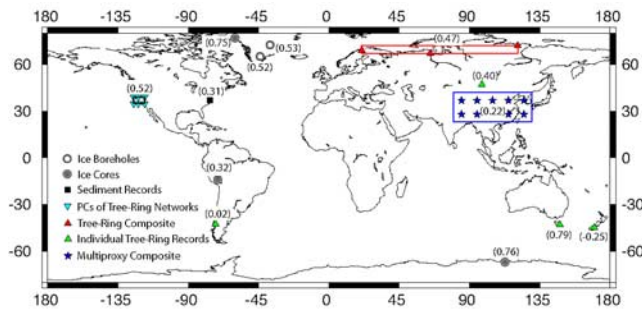 180 -135 -90 -45 0 45 90 135 180
(0.47)
(0.75)
(0.53)
60 (0.52) 60
(0.52) (0.31) (0.40)
30 (0.22) 30
Ice Boreholes
Ice Cores
0 (0.32) 0
Sediment Records
PCs of Tree-Ring Networks
-30 Tree-Ring Composite (0.02) -30
Individual Tree-Ring Records (0.79) (-0.25)
Multiproxy Composite
-60 (0.76) -60
180 -135 -90 -45 0 45 90 135 180